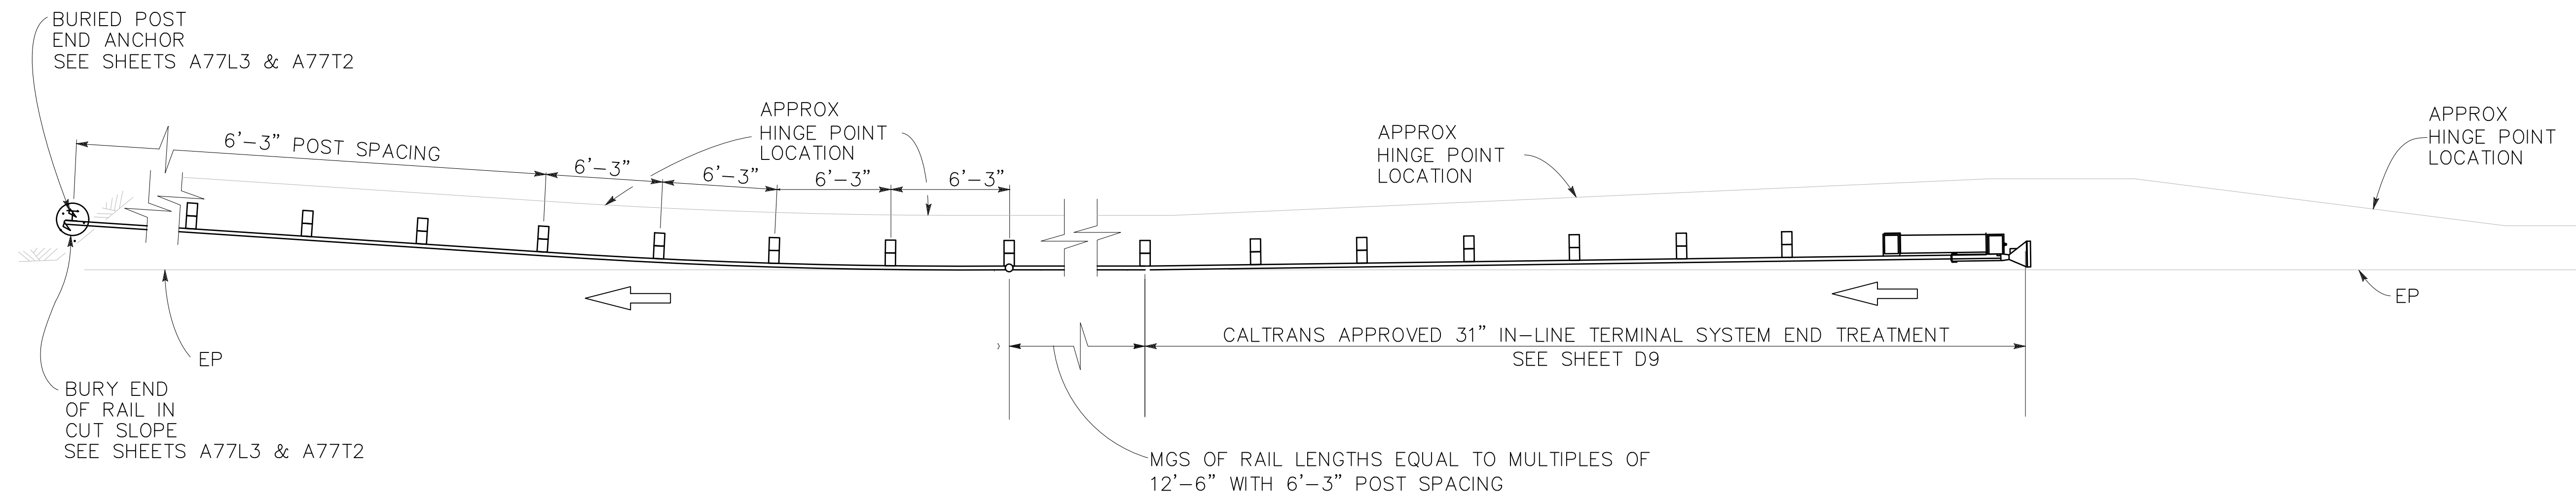 BURIED POST
END ANCHOR
SEE SHEETS A77L3 & A77T2
6'-3" POST SPACING
6'-3"
6'-3"
6'-3"
6'-3"
APPROX
HINGE POINT
LOCATION
APPROX
HINGE POINT
LOCATION
APPROX
HINGE POINT
LOCATION
EP
EP
BURY END
OF RAIL IN
CUT SLOPE
SEE SHEETS A77L3 & A77T2
CALTRANS APPROVED 31" IN-LINE TERMINAL SYSTEM END TREATMENT
SEE SHEET D9
MGS OF RAIL LENGTHS EQUAL TO MULTIPLES OF
12'-6" WITH 6'-3" POST SPACING